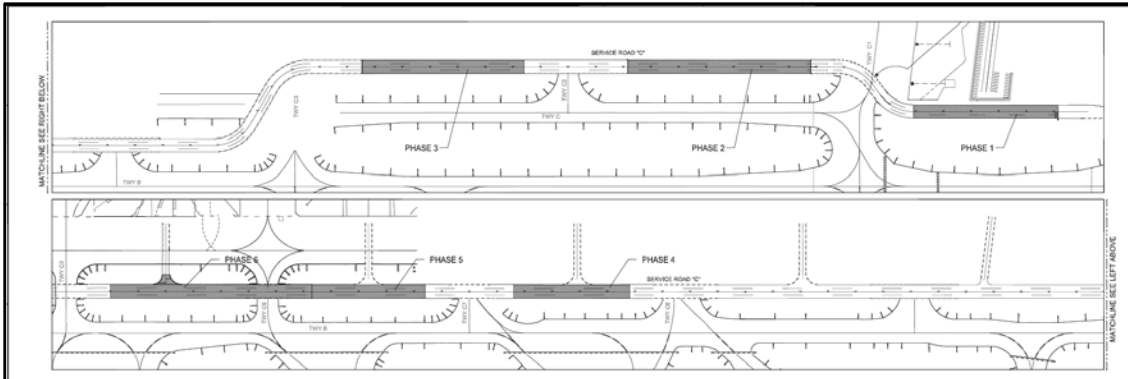 SERVICE ROAD "C"
TWY C1
TWY C3
TWY C2
TWY C
PHASE 3
PHASE 2
PHASE 1
TWY B
MATCHLINE SEE RIGHT BELOW
PHASE 6
PHASE 5
PHASE 4
SERVICE ROAD "C"
TWY B
MATCHLINE SEE LEFT ABOVE